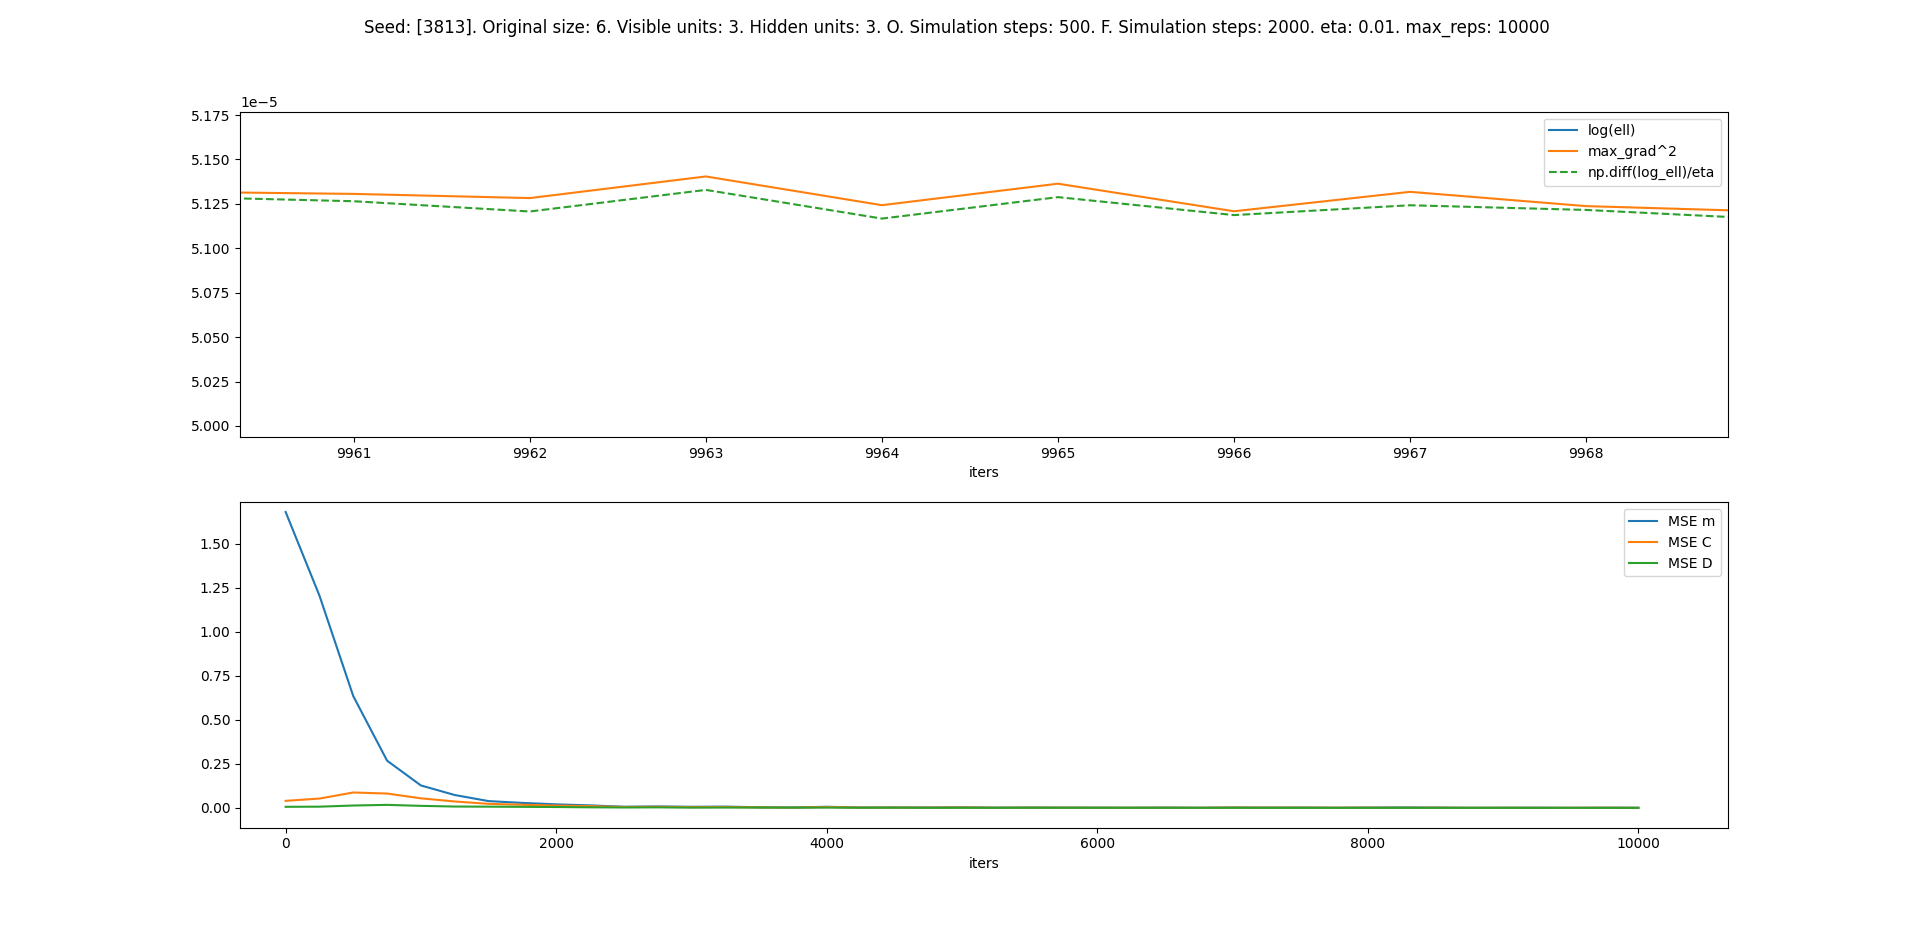 Seed: [3813]. Original size: 6. Visible units: 3. Hidden units: 3. O. Simulation steps: 500. F. Simulation steps: 2000. eta: 0.01. max_reps: 10000
1e−5
5.175
5.150
5.125
5.100
5.075
5.050
5.025
5.000
log(ell)
max_grad^2
np.diff(log_ell)/eta
9961 9962 9963 9964 9965 9966 9967 9968
iters
1.50
1.25
1.00
0.75
0.50
0.25
0.00
MSE m
MSE C
MSE D
0 2000 4000 6000 8000 10000
iters